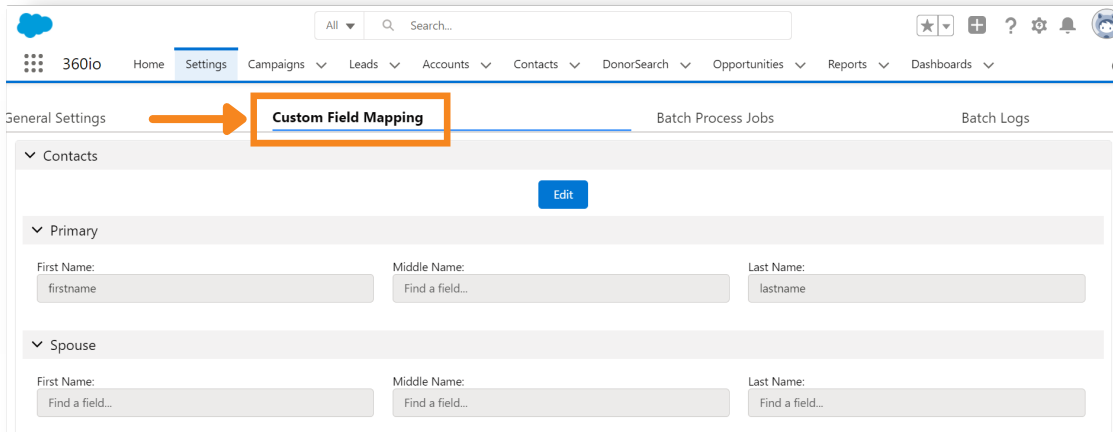 All Search...
360io Home Settings Campaigns Leads Accounts Contacts DonorSearch Opportunities Reports Dashboards
General Settings Custom Field Mapping Batch Process Jobs Batch Logs
Contacts
Edit
Primary
First Name: Middle Name: Last Name:
firstname Find a field... lastname
Spouse
First Name: Middle Name: Last Name:
Find a field... Find a field... Find a field...